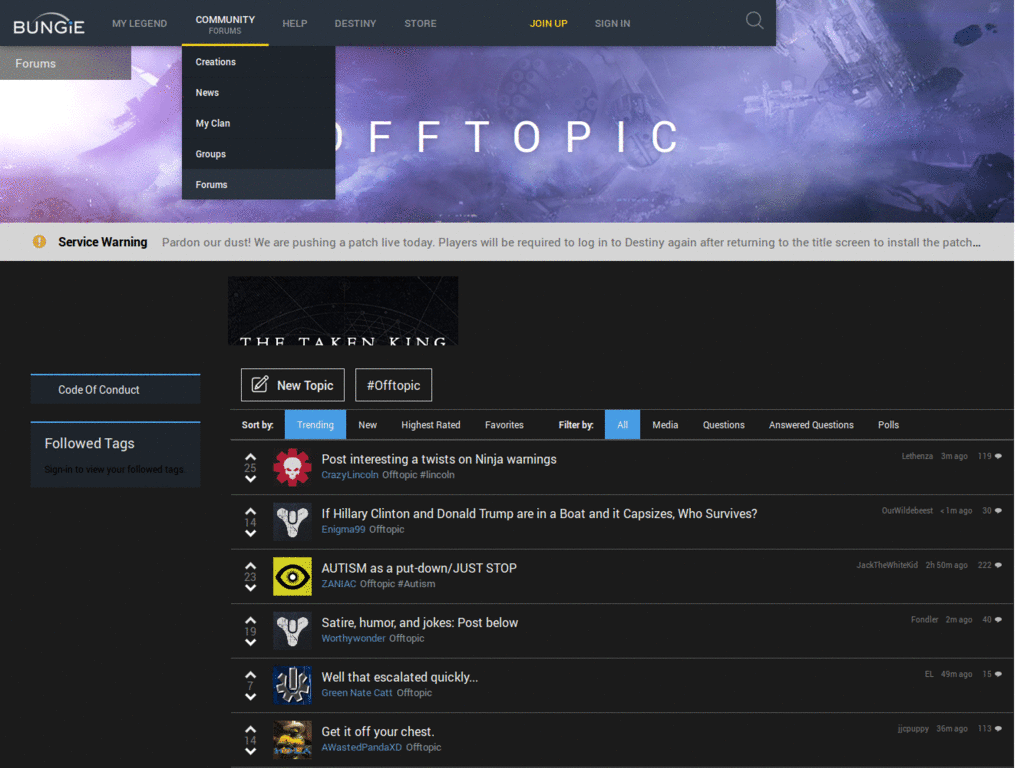 BUNGiE
MY LEGEND
COMMUNITY
FORUMS
HELP
DESTINY
STORE
JOIN UP
SIGN IN
Forums
Creations
News
My Clan
Groups
Forums
OFFTOPIC
Service Warning Pardon our dust! We are pushing a patch live today. Players will be required to log in to Destiny again after returning to the title screen to install the patch...
THE TAKEN KING
Code Of Conduct
Followed Tags
Sign-in to view your followed tags
New Topic
#Offtopic
Sort by: Trending New Highest Rated Favorites Filter by: All Media Questions Answered Questions Polls
25
Post interesting a twists on Ninja warnings
CrazyLincoln Offtopic #lincoln
Lethenza 3m ago 119
14
If Hillary Clinton and Donald Trump are in a Boat and it Capsizes, Who Survives?
Enigma99 Offtopic
OurWildebeest < 1m ago 30
23
AUTISM as a put-down/JUST STOP
ZANIAC Offtopic #Autism
JackTheWhiteKid 2h 50m ago 222
19
Satire, humor, and jokes: Post below
Worthywonder Offtopic
Fondler 2m ago 40
7
Well that escalated quickly...
Green Nate Catt Offtopic
EL 49m ago 15
14
Get it off your chest.
AWastedPandaXD Offtopic
jjcpuppy 36m ago 113